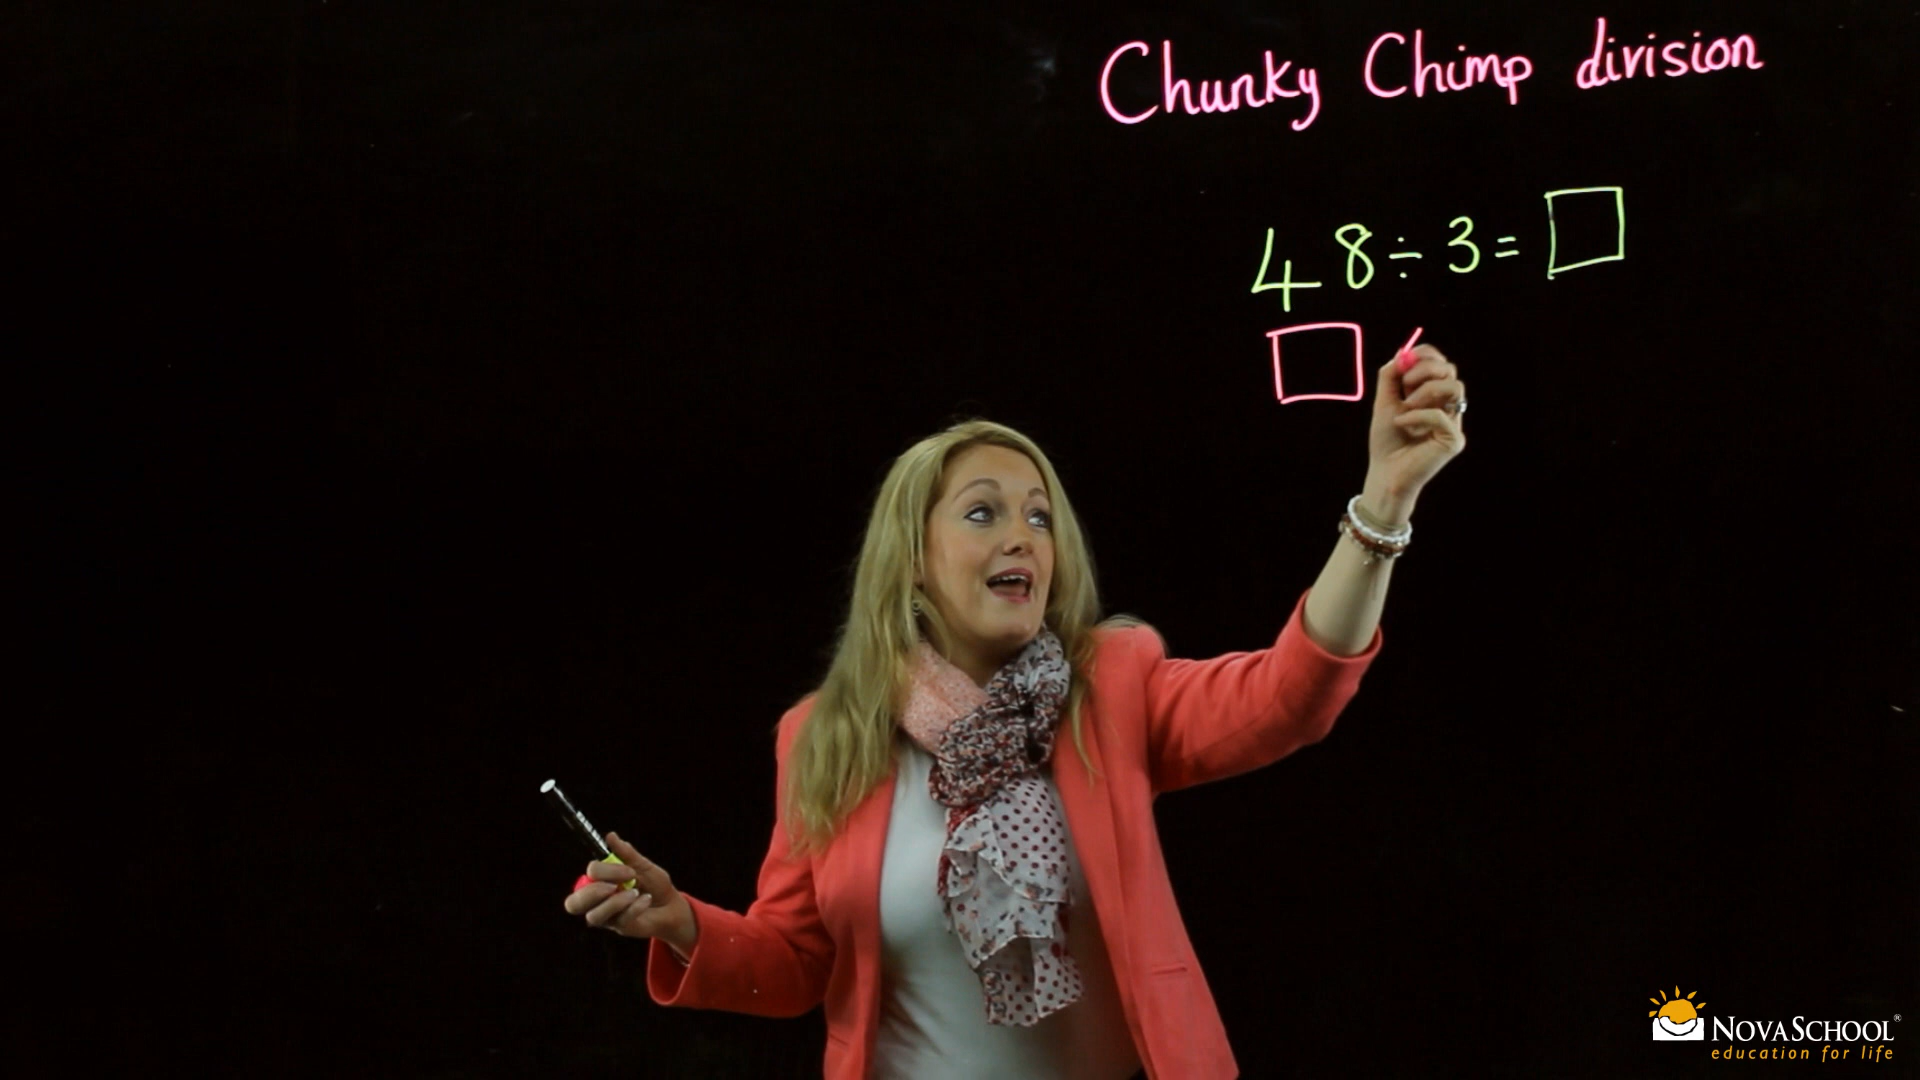 Chunky Chimp division
48÷3=□
□
NOVASCHOOL®
education for life